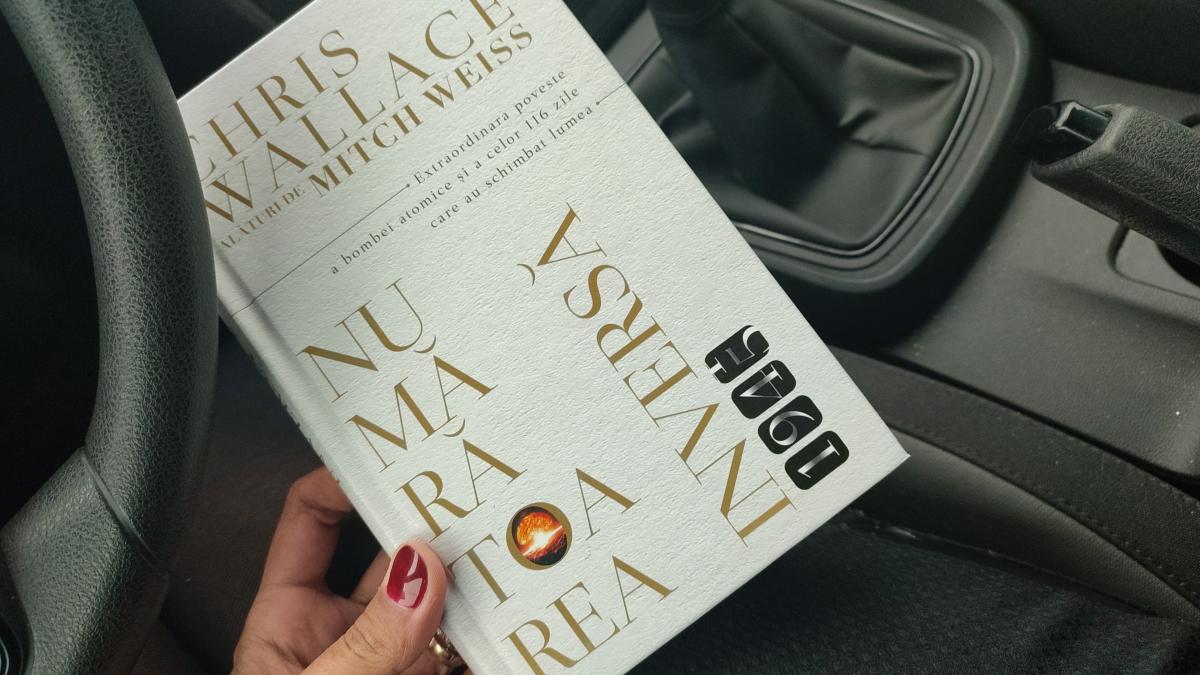 CHRIS
WALLACE
ALĂTURI DE MITCH WEISS
Extraordinara poveste
a bombei atomice și a celor 116 zile
care au schimbat lumea
NU
MĂ
RĂ
TOA
REA
INVERSĂ
1945